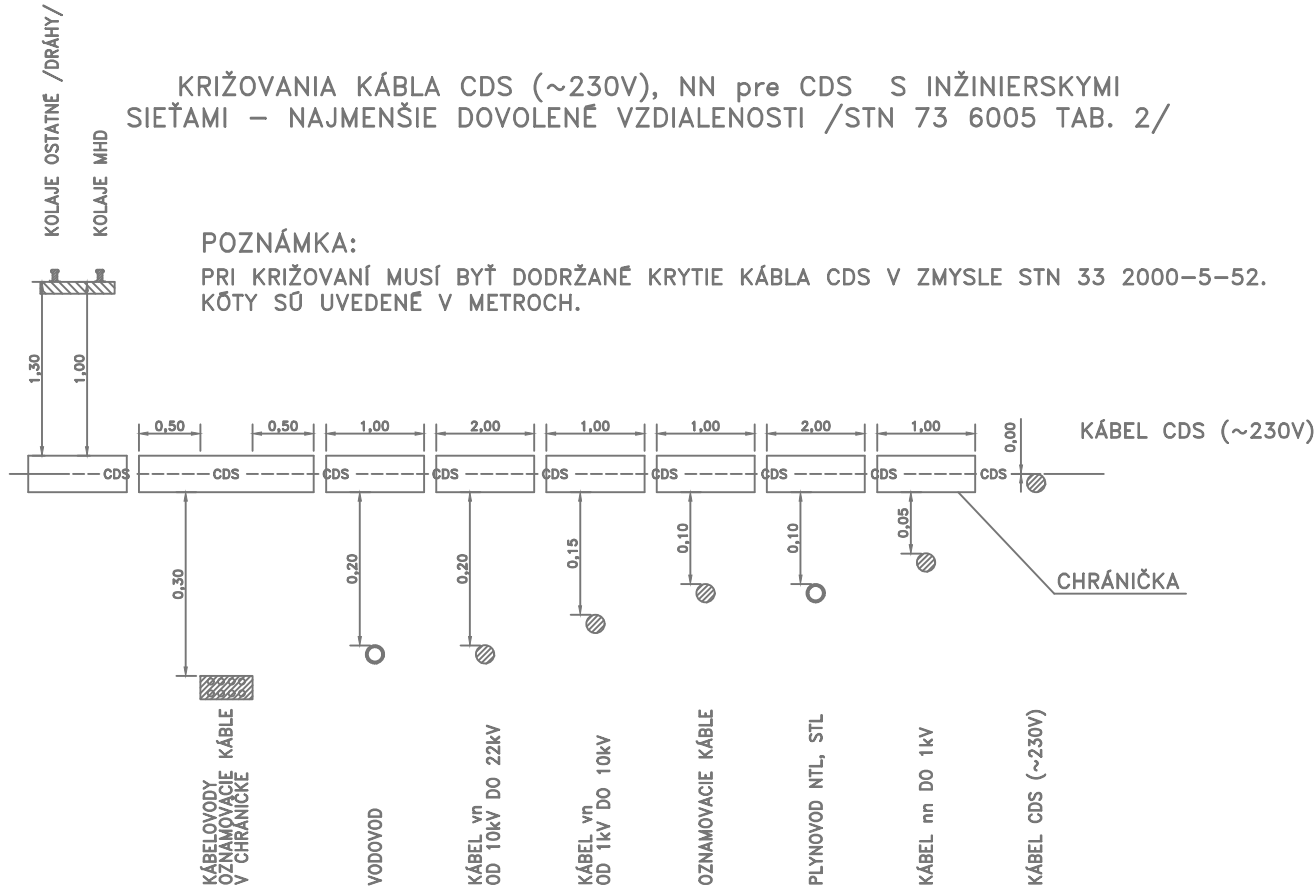 KRIŽOVANIA KÁBLA CDS (~230V), NN pre CDS S INŽINIERSKYMI
SIEŤAMI – NAJMENŠIE DOVOLENÉ VZDIALENOSTI /STN 73 6005 TAB. 2/
KOLAJE OSTATNÉ /DRÁHY/
KOLAJE MHD
POZNÁMKA:
PRI KRIŽOVANÍ MUSÍ BYŤ DODRŽANÉ KRYTIE KÁBLA CDS V ZMYSLE STN 33 2000–5–52.
KÓTY SÚ UVEDENÉ V METROCH.
1,30
1,00
0,50
0,50
1,00
2,00
1,00
1,00
2,00
1,00
0,00
KÁBEL CDS (~230V)
CDS
CDS
CDS
CDS
CDS
CDS
CDS
CDS
CDS
0,30
0,20
0,20
0,15
0,10
0,10
0,05
CHRÁNIČKA
KÁBELOVODY
OZNAMOVACIE KÁBLE
V CHRÁNIČKE
VODOVOD
KÁBEL vn
OD 10kV DO 22kV
KÁBEL vn
OD 1kV DO 10kV
OZNAMOVACIE KÁBLE
PLYNOVOD NTL, STL
KÁBEL nn DO 1kV
KÁBEL CDS (~230V)